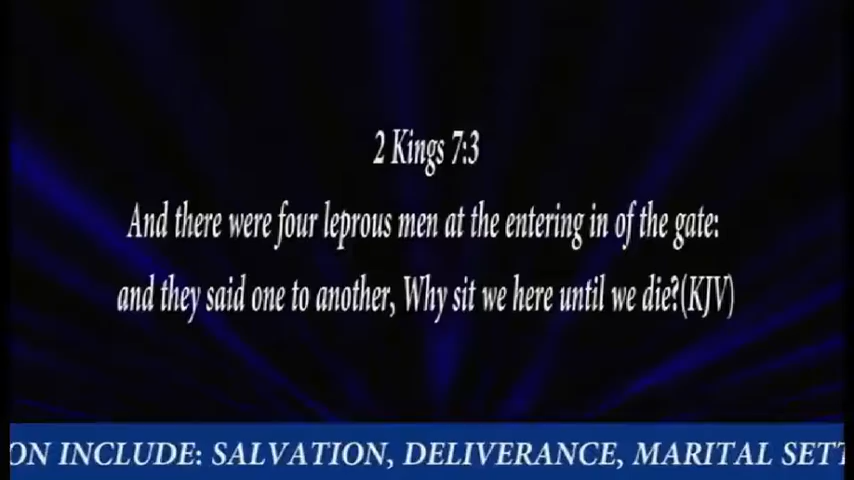 2 Kings 7:3
And there were four leprous men at the entering in of the gate:
and they said one to another, Why sit we here until we die?(KJV)
ON INCLUDE: SALVATION, DELIVERANCE, MARITAL SETT